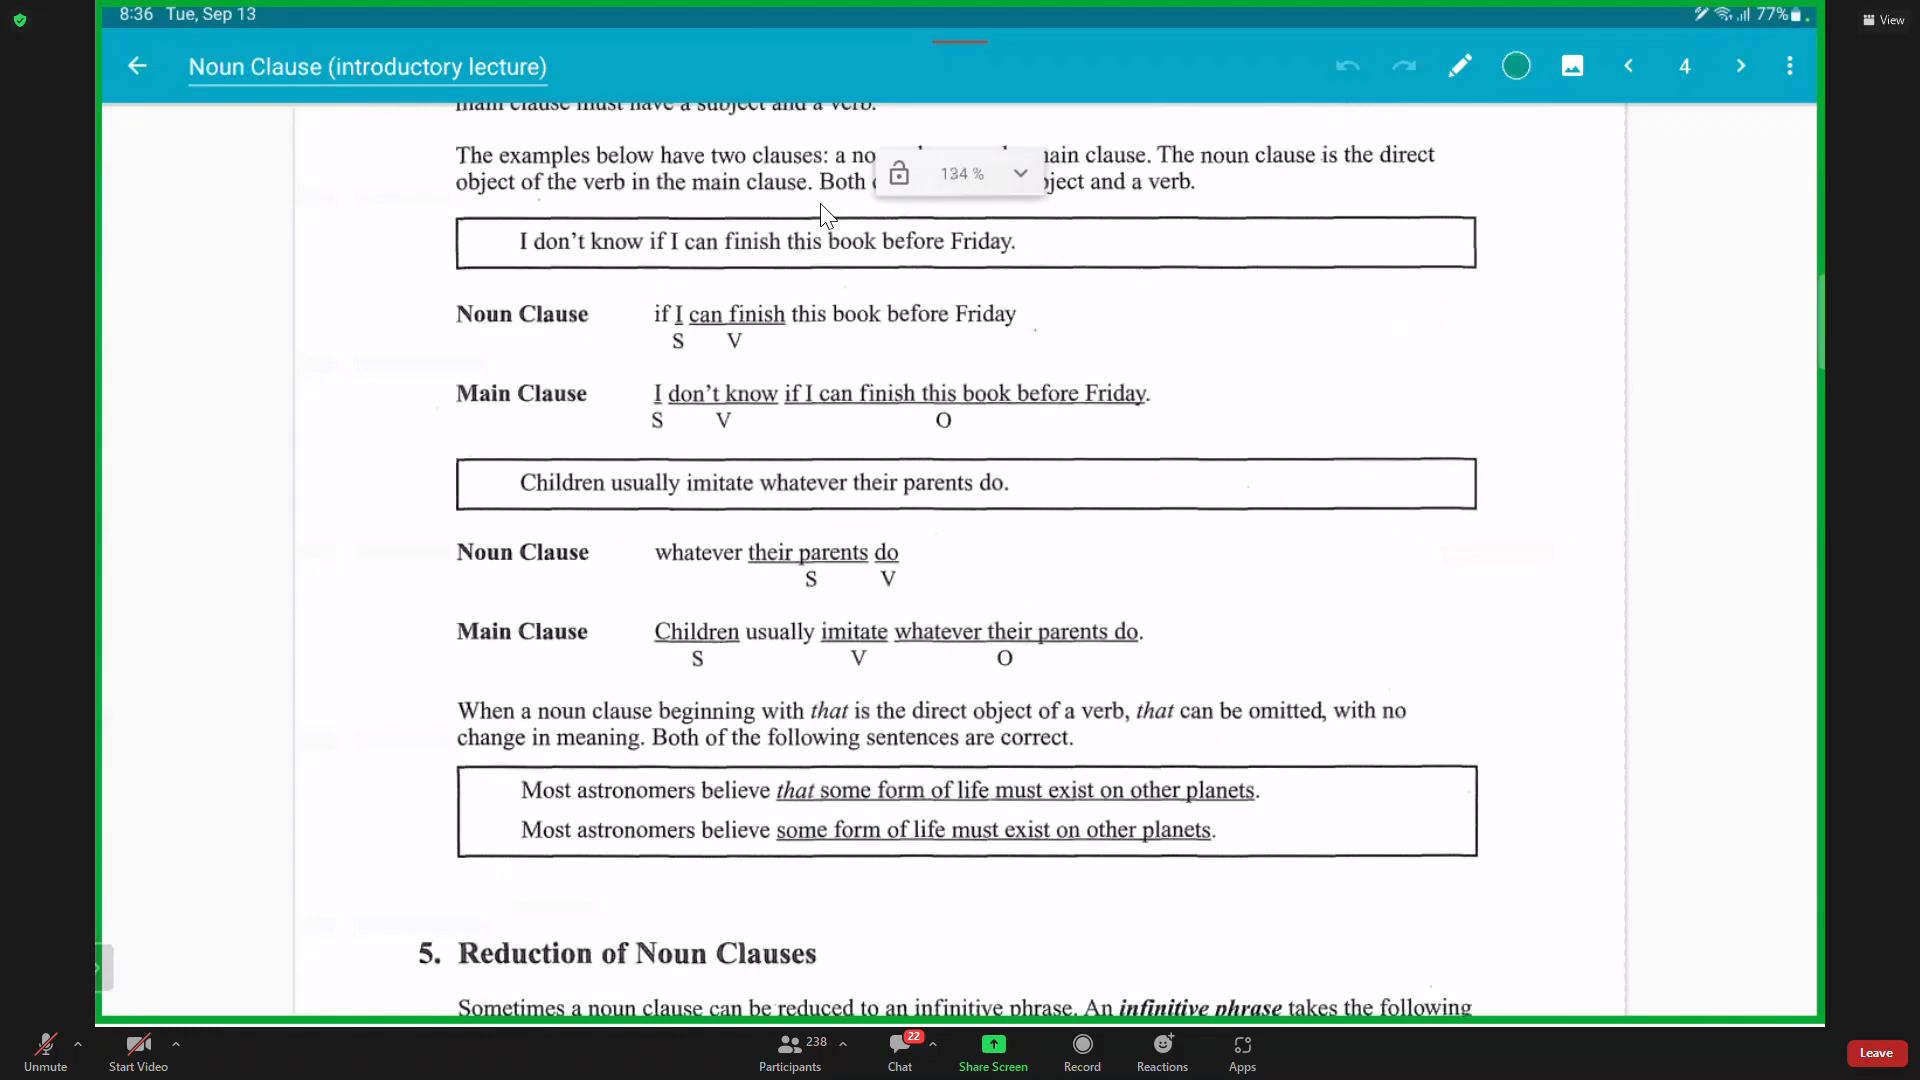 8:36 Tue, Sep 13
77%
View
Noun Clause (introductory lecture)
4
main clause must have a subject and a verb.
The examples below have two clauses: a main clause. The noun clause is the direct
134 %
object of the verb in the main clause. Both and a verb.
I don't know if I can finish this book before Friday.
Noun Clause if I can finish this book before Friday
S V
Main Clause I don't know if I can finish this book before Friday.
S V O
Children usually imitate whatever their parents do.
Noun Clause whatever their parents do
S V
Main Clause Children usually imitate whatever their parents do.
S V O
When a noun clause beginning with that is the direct object of a verb, that can be omitted, with no
change in meaning. Both of the following sentences are correct.
Most astronomers believe that some form of life must exist on other planets.
Most astronomers believe some form of life must exist on other planets.
5. Reduction of Noun Clauses
Sometimes a noun clause can be reduced to an infinitive phrase. An infinitive phrase takes the following
238
22
Unmute Start Video Participants Chat Share Screen Record Reactions Apps Leave